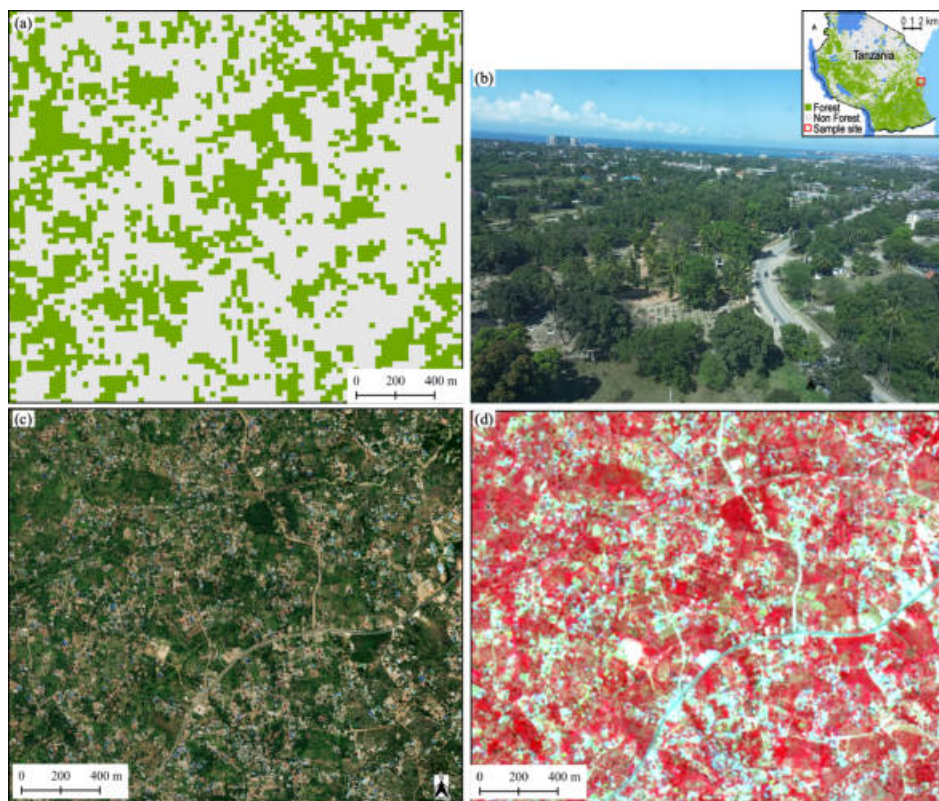 (a)
0 200 400 m
(b)
0 1 2 km
Tanzania
Forest
Non Forest
Sample site
(c)
0 200 400 m
(d)
0 200 400 m